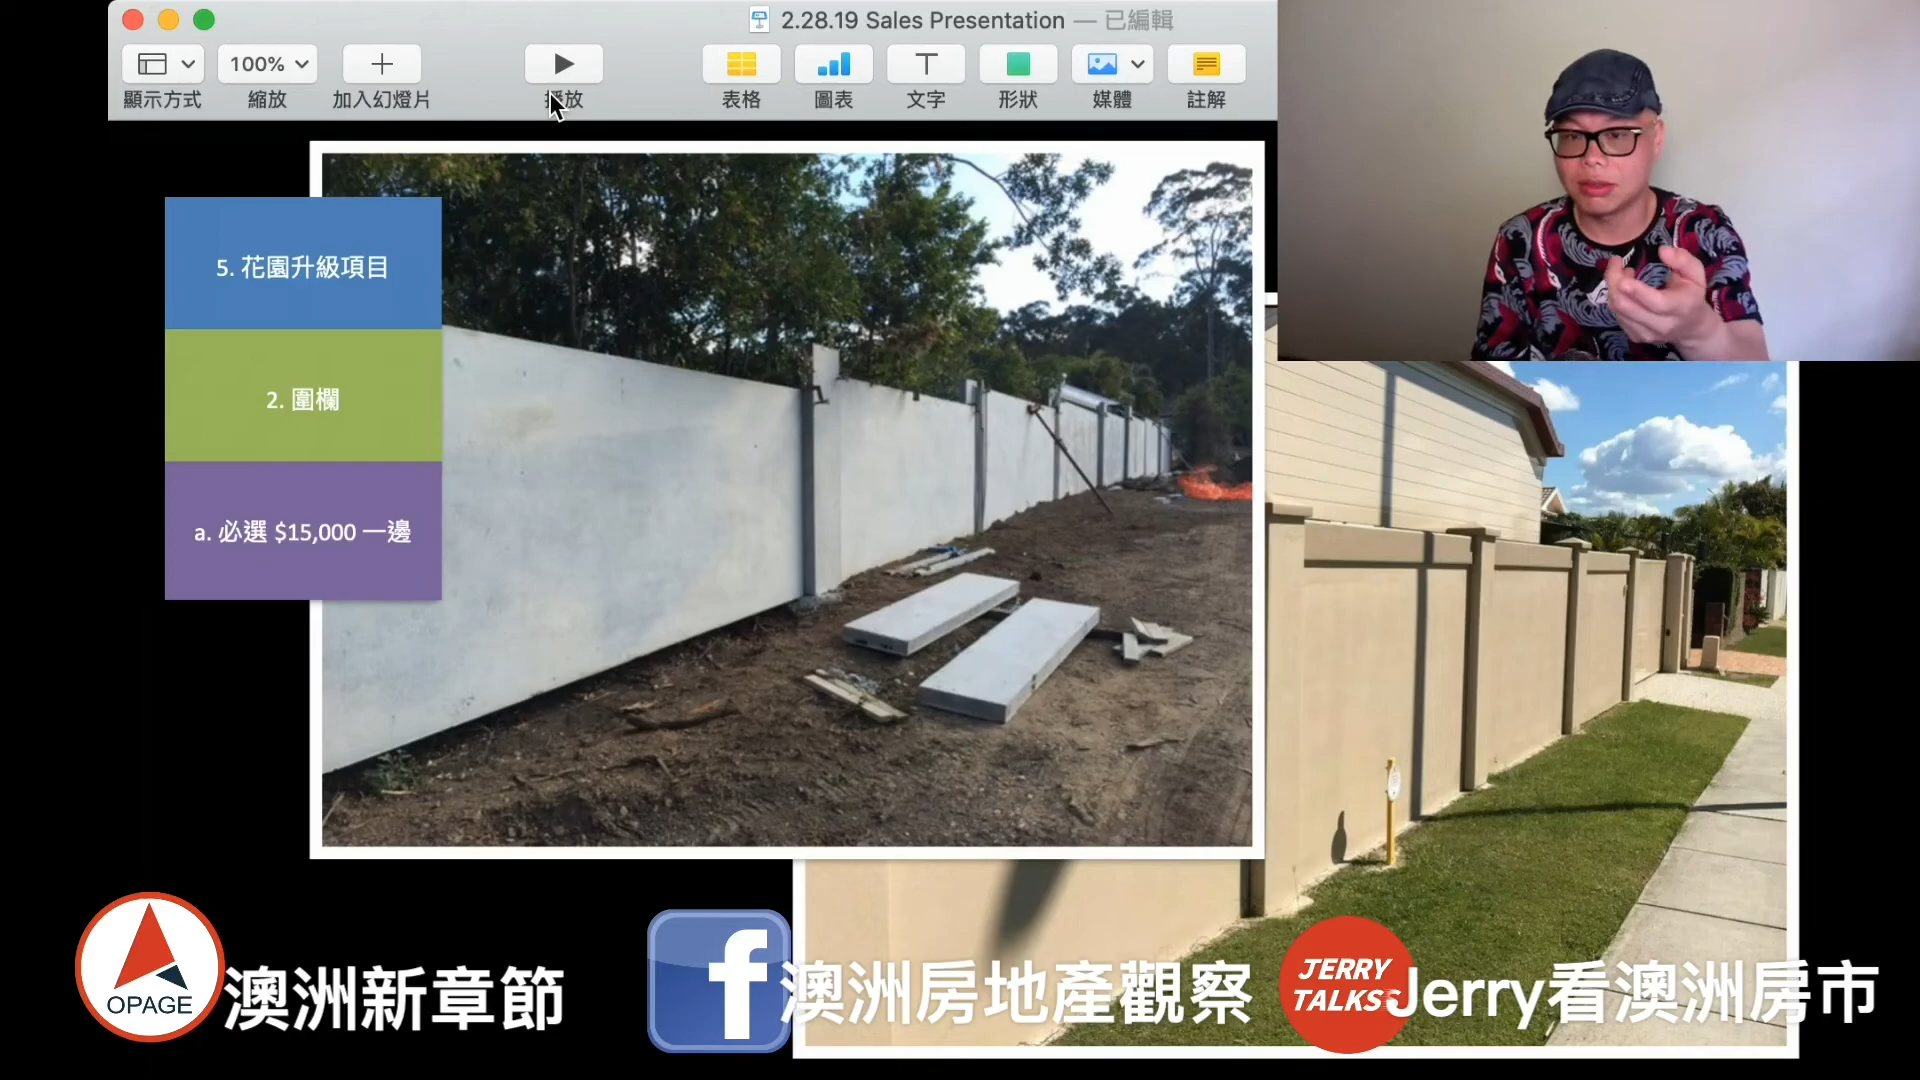 2.28.19 Sales Presentation — 已編輯
100%
顯示方式
縮放
加入幻燈片
播放
表格
圖表
文字
形狀
媒體
註解
5. 花園升級項目
2. 圍欄
a. 必選 $15,000 一邊
OPAGE
澳洲新章節
f
澳洲房地產觀察
JERRY
TALKS
Jerry看澳洲房市